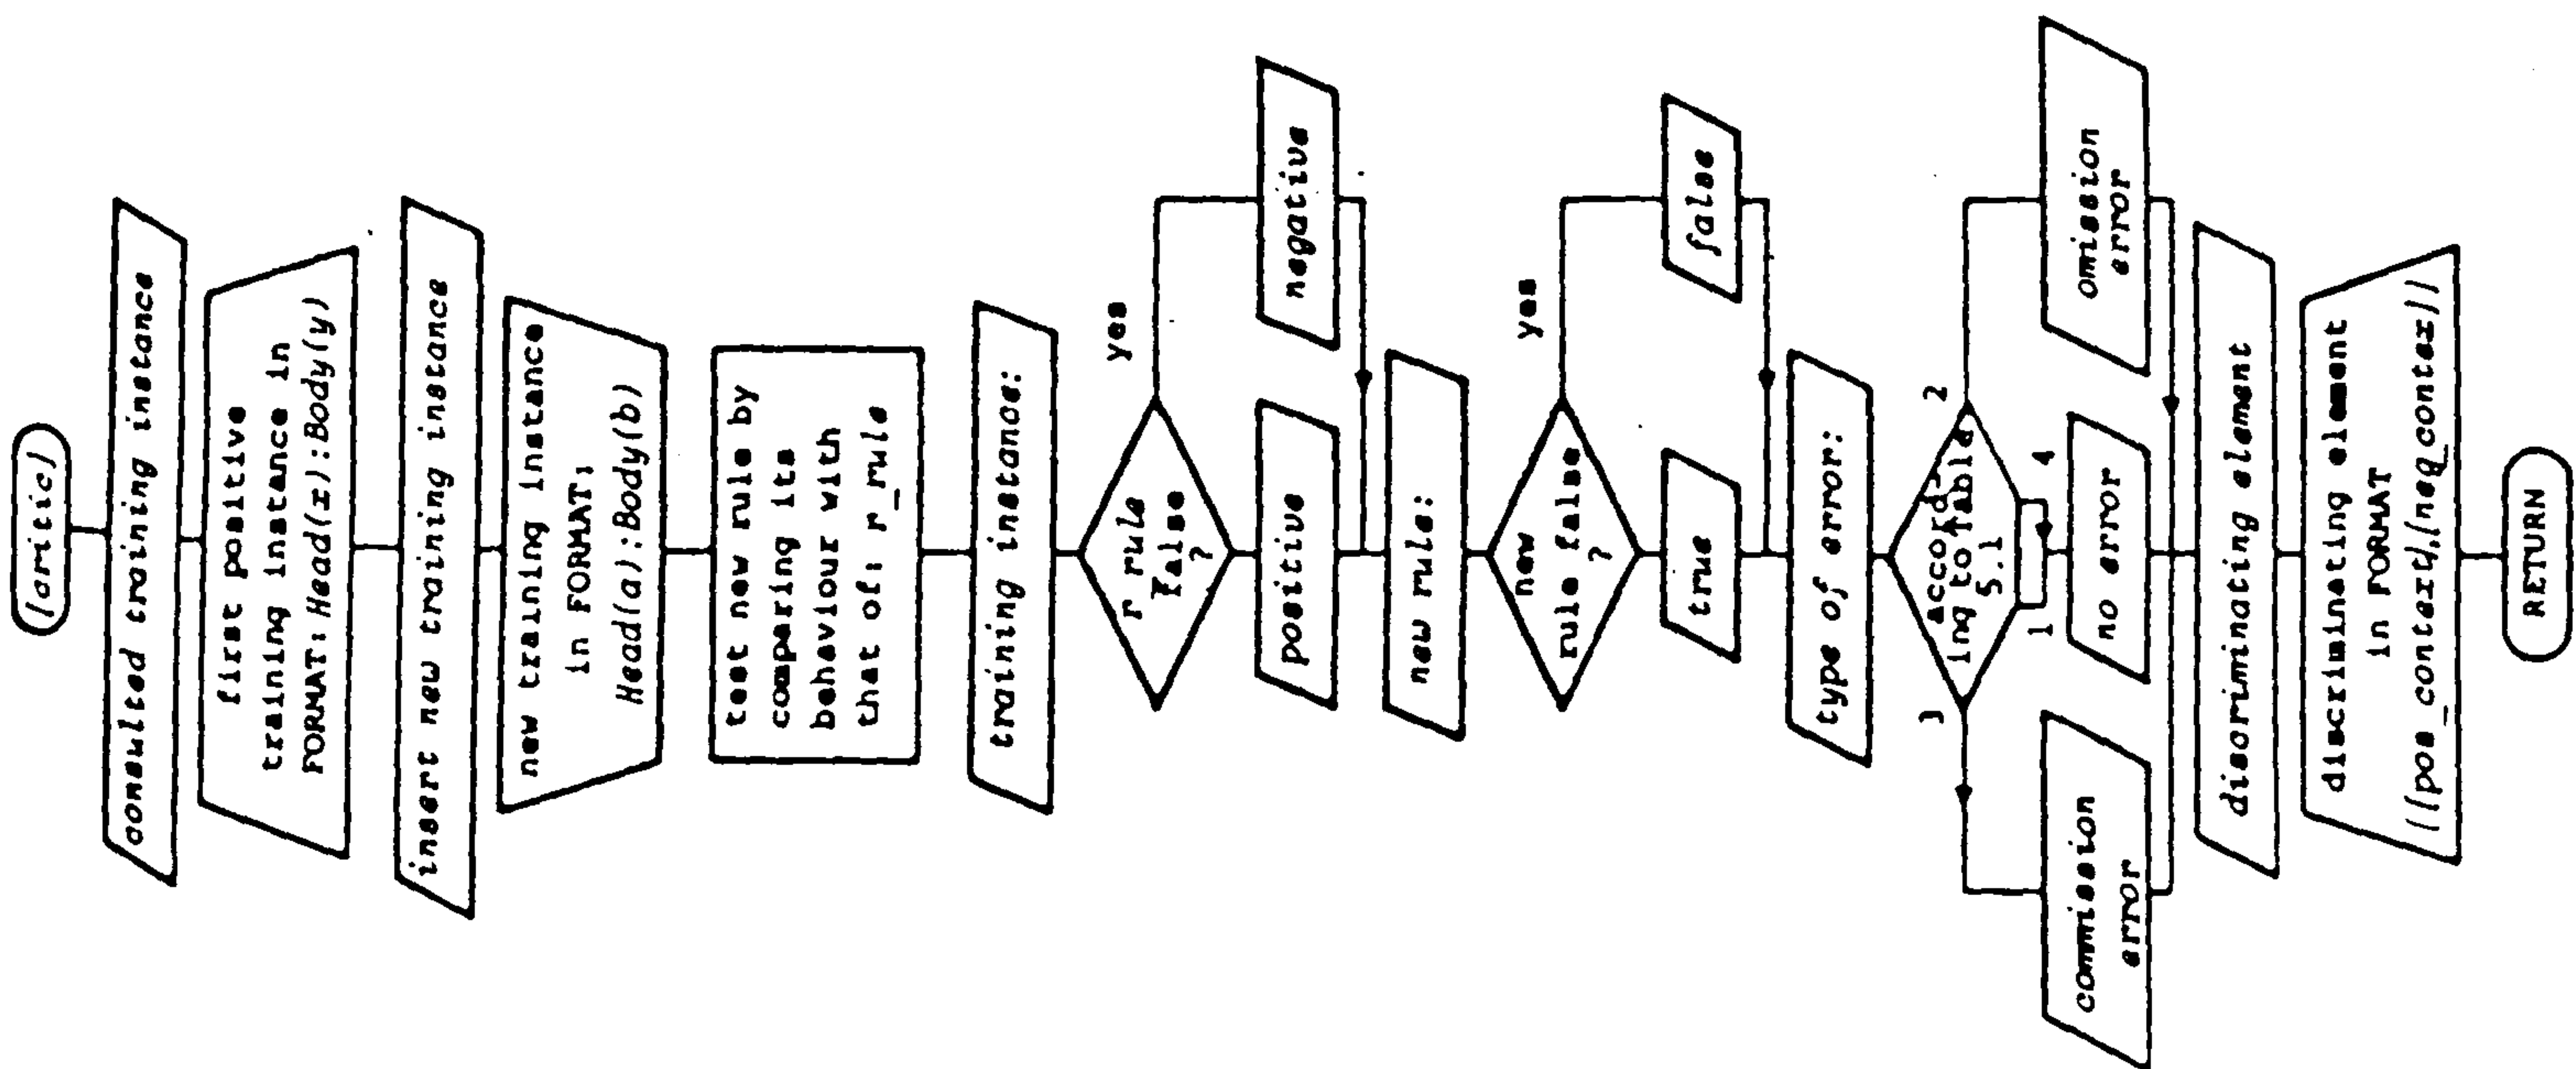 (critic)
consulted training instance
first positive
training instance in
FORMAT: Head(x):Body(y)
insert new training instance
new training instance
in FORMAT:
Head(a):Body(b)
test new rule by
comparing its
behaviour with
that of: r_rule
training instance:
r_rule
false
?
yes
positive
negative
new rule:
new
rule false
?
yes
true
false
type of error:
accord-
ing to Table
5.1
3
1
4
2
commission
error
no error
omission
error
discriminating element
discriminating element
in FORMAT
((pos_context),(neg_contex))
RETURN